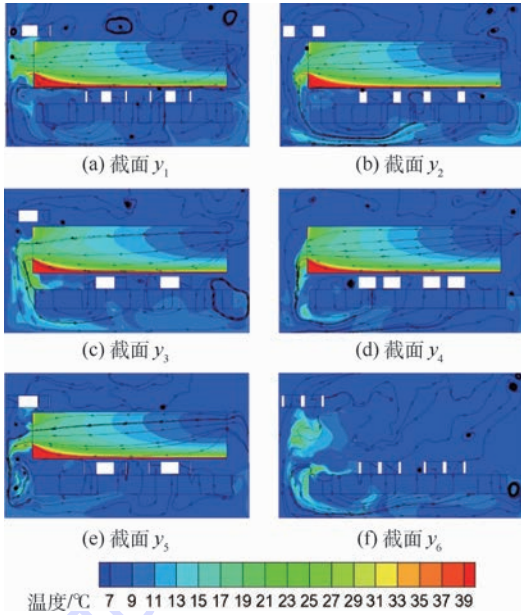 (a) 截面 y₁
(b) 截面 y₂
(c) 截面 y₃
(d) 截面 y₄
(e) 截面 y₅
(f) 截面 y₆
温度/℃ 7 9 11 13 15 17 19 21 23 25 27 29 31 33 35 37 39